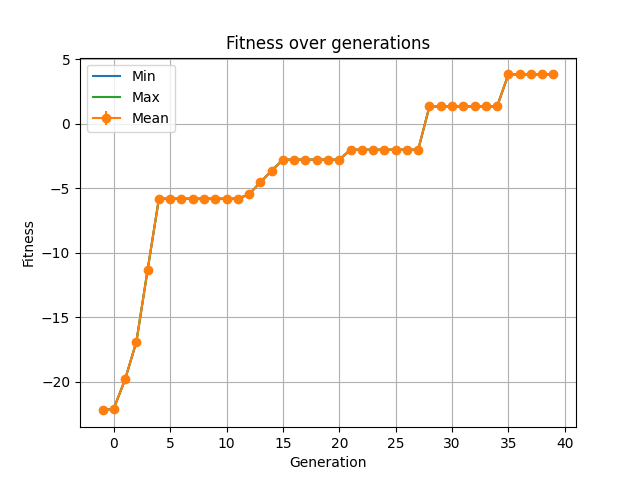 Fitness over generations
Min
Max
Mean
5
0
−5
−10
−15
−20
Fitness
0 5 10 15 20 25 30 35 40
Generation